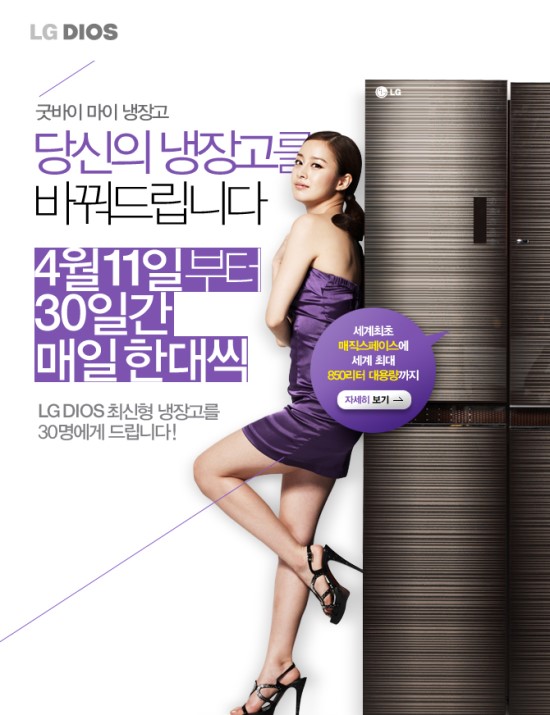 LG DIOS
LG
굿바이 마이 냉장고
당신의 냉장고를
바꿔드립니다
4월 11일부터
30일간
매일 한대씩
LG DIOS 최신형 냉장고를
30명에게 드립니다!
세계최초
매직스페이스에
세계 최대
850리터 대용량까지
자세히 보기 →